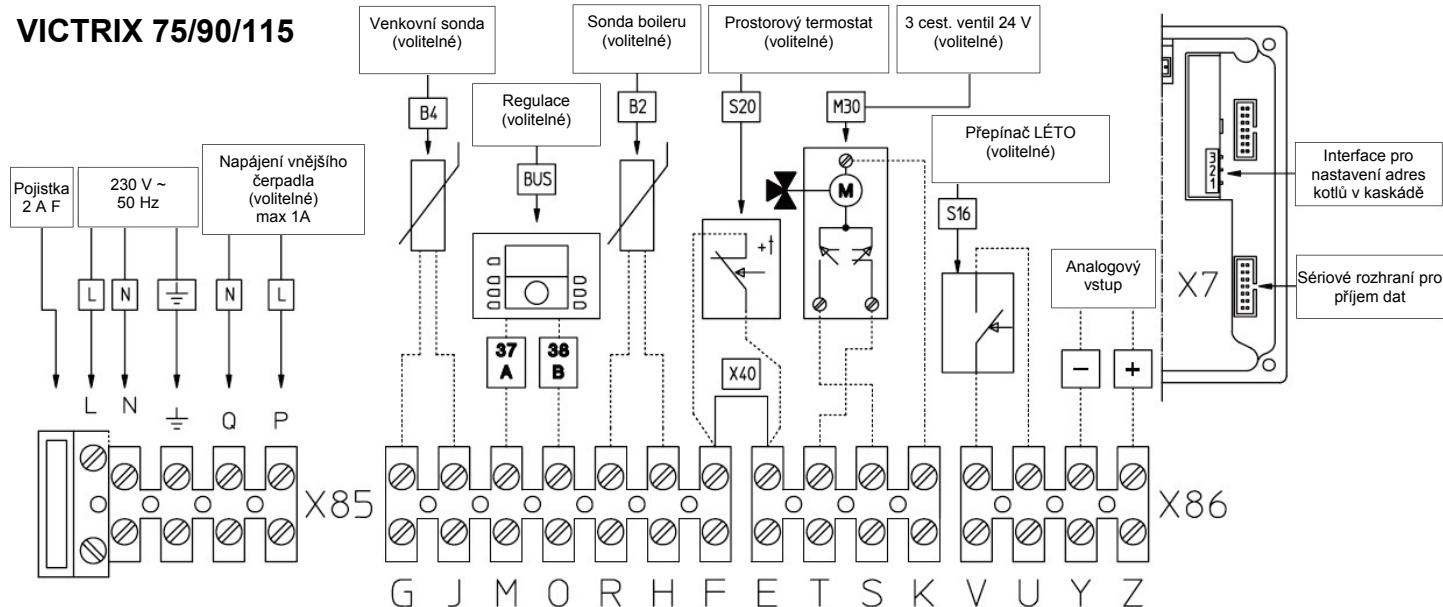 VICTRIX 75/90/115
Venkovní sonda
(volitelné)
Sonda boileru
(volitelné)
Prostorový termostat
(volitelné)
3 cest. ventil 24 V
(volitelné)
Regulace
(volitelné)
B4
B2
S20
M30
Přepínač LÉTO
(volitelné)
Pojistka
2 A F
230 V ~
50 Hz
Napájení vnějšího
čerpadla
(volitelné)
max 1A
BUS
M
S16
3
2
1
Interface pro
nastavení adres
kotlů v kaskádě
+t
Analogový
vstup
X7
Sériové rozhraní pro
příjem dat
L
N
N
L
37
A
38
B
X40
−
+
L
N
Q
P
X85
X86
G
J
M
O
R
H
F
E
T
S
K
V
U
Y
Z